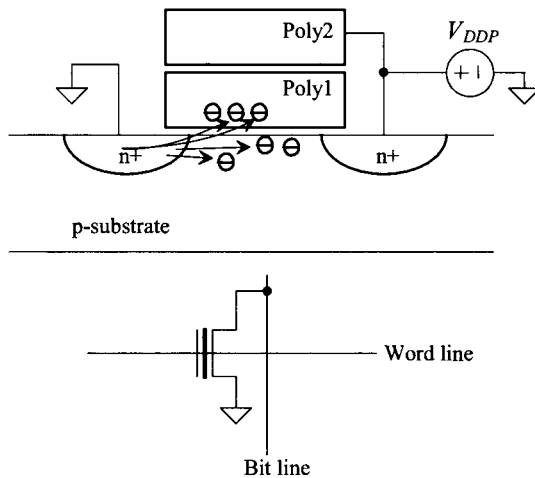 Poly2
V_DDP
Poly1
+ -
n+
n+
p-substrate
Word line
Bit line